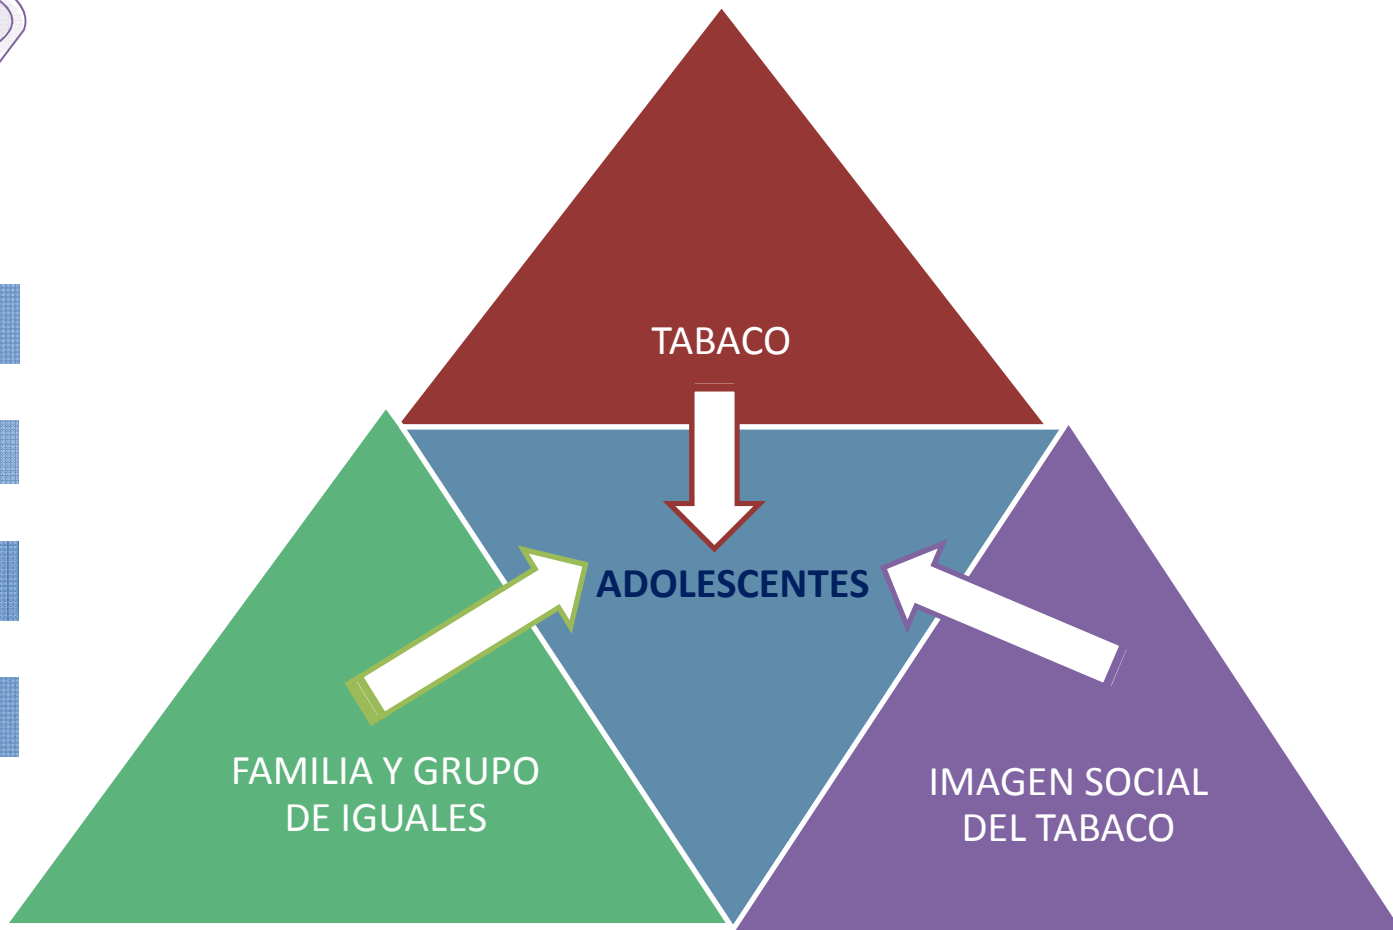 TABACO
ADOLESCENTES
FAMILIA Y GRUPO
DE IGUALES
IMAGEN SOCIAL
DEL TABACO